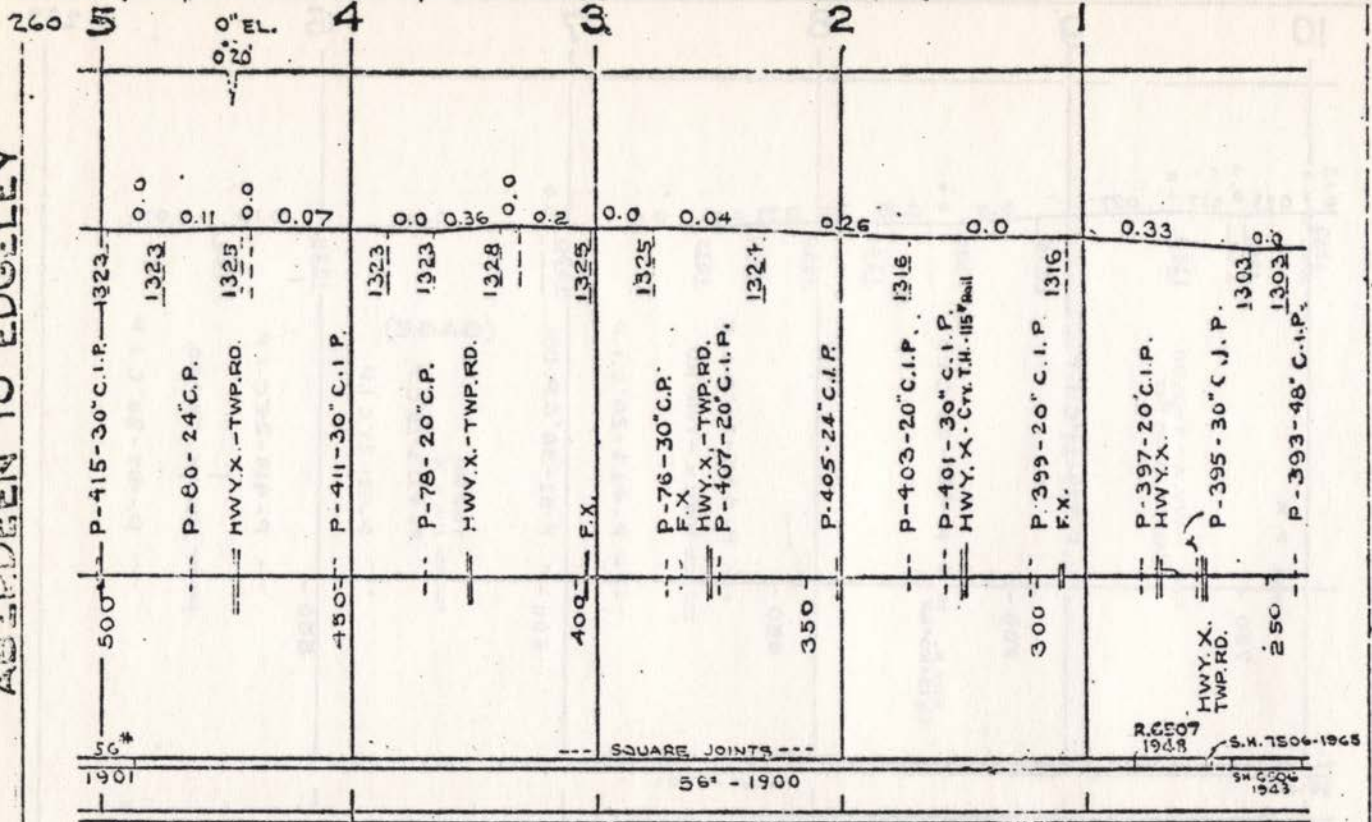 260
5
4
3
2
1
0" EL.
0°20'
ABERDEEN TO EDGELEY
0.0
0.11
0.0
0.07
0.0
0.36
0.0
0.2
0.0
0.04
0.26
0.0
0.33
0.0
1323
1323
1325
1323
1323
1328
1325
1325
1324
1316
1316
1303
1303
P-415-30" C.I.P.
P-80-24" C.P.
HWY.X.-TWP.RD.
P-411-30" C.I.P.
P-78-20" C.P.
HWY.X.-TWP.RD.
F.X.
P-76-30" C.P.
F.X
HWY.X.-TWP.RD.
P-407-20" C.I.P.
P-405-24" C.I.P.
P-403-20" C.I.P.
P-401-30" C.I.P.
HWY.X.-CTY.T.H.-115# Rail
P-399-20" C.I.P.
F.X.
P-397-20" C.I.P.
HWY.X.
P-395-30" C.I.P.
P-393-48" C.I.P.
500
450
400
350
300
250
HWY.X.
TWP.RD.
56#
--- SQUARE JOINTS ---
R.6507
1948
S.H. 7506-1965
1901
56# - 1900
SH 6506
1943